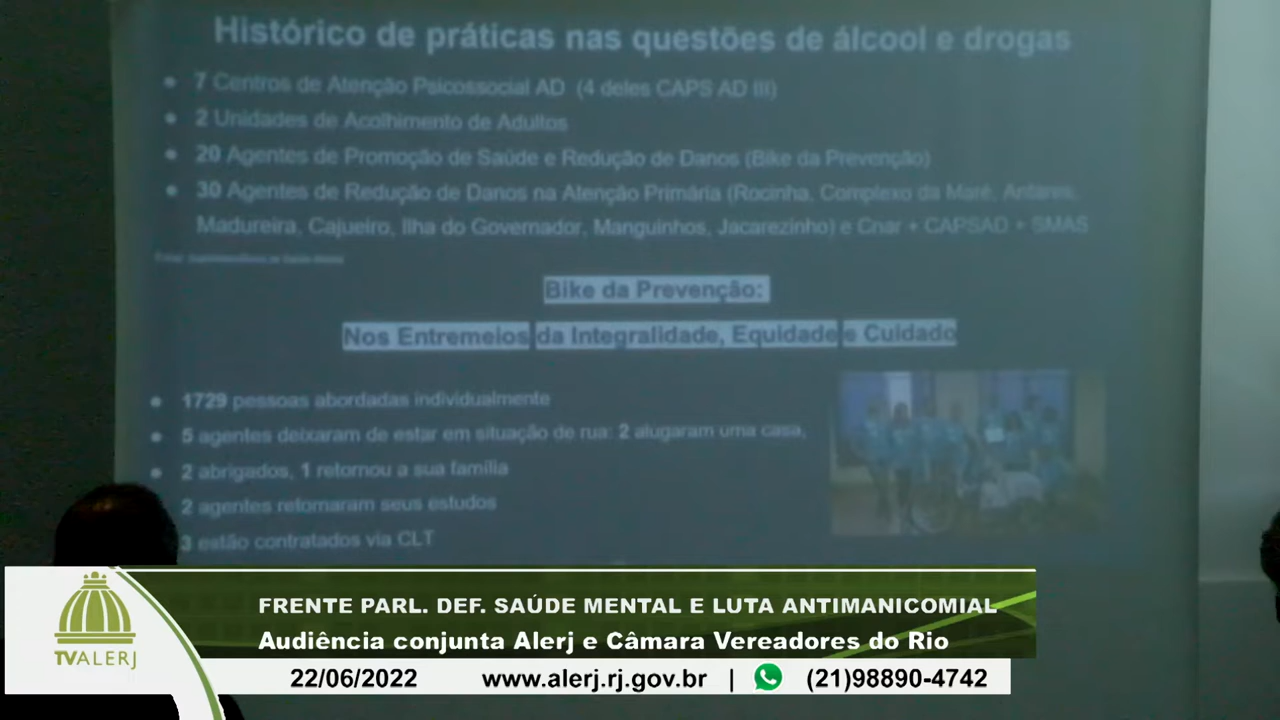 Histórico de práticas nas questões de álcool e drogas
7 Centros de Atenção Psicossocial AD (4 deles CAPS AD III)
2 Unidades de Acolhimento de Adultos
20 Agentes de Promoção de Saúde e Redução de Danos (Bike da Prevenção)
30 Agentes de Redução de Danos na Atenção Primária (Rocinha, Complexo da Maré, Antares,
Madureira, Cajueiro, Ilha do Governador, Manguinhos, Jacarezinho) e Cnar + CAPSAD + SMAS
Bike da Prevenção:
Nos Entremeios da Integralidade, Equidade e Cuidado
1729 pessoas abordadas individualmente
5 agentes deixaram de estar em situação de rua: 2 alugaram uma casa,
2 abrigados, 1 retornou a sua família
2 agentes retomaram seus estudos
3 estão contratados via CLT
FRENTE PARL. DEF. SAÚDE MENTAL E LUTA ANTIMANICOMIAL
Audiência conjunta Alerj e Câmara Vereadores do Rio
TVALERJ
22/06/2022 www.alerj.rj.gov.br | (21)98890-4742